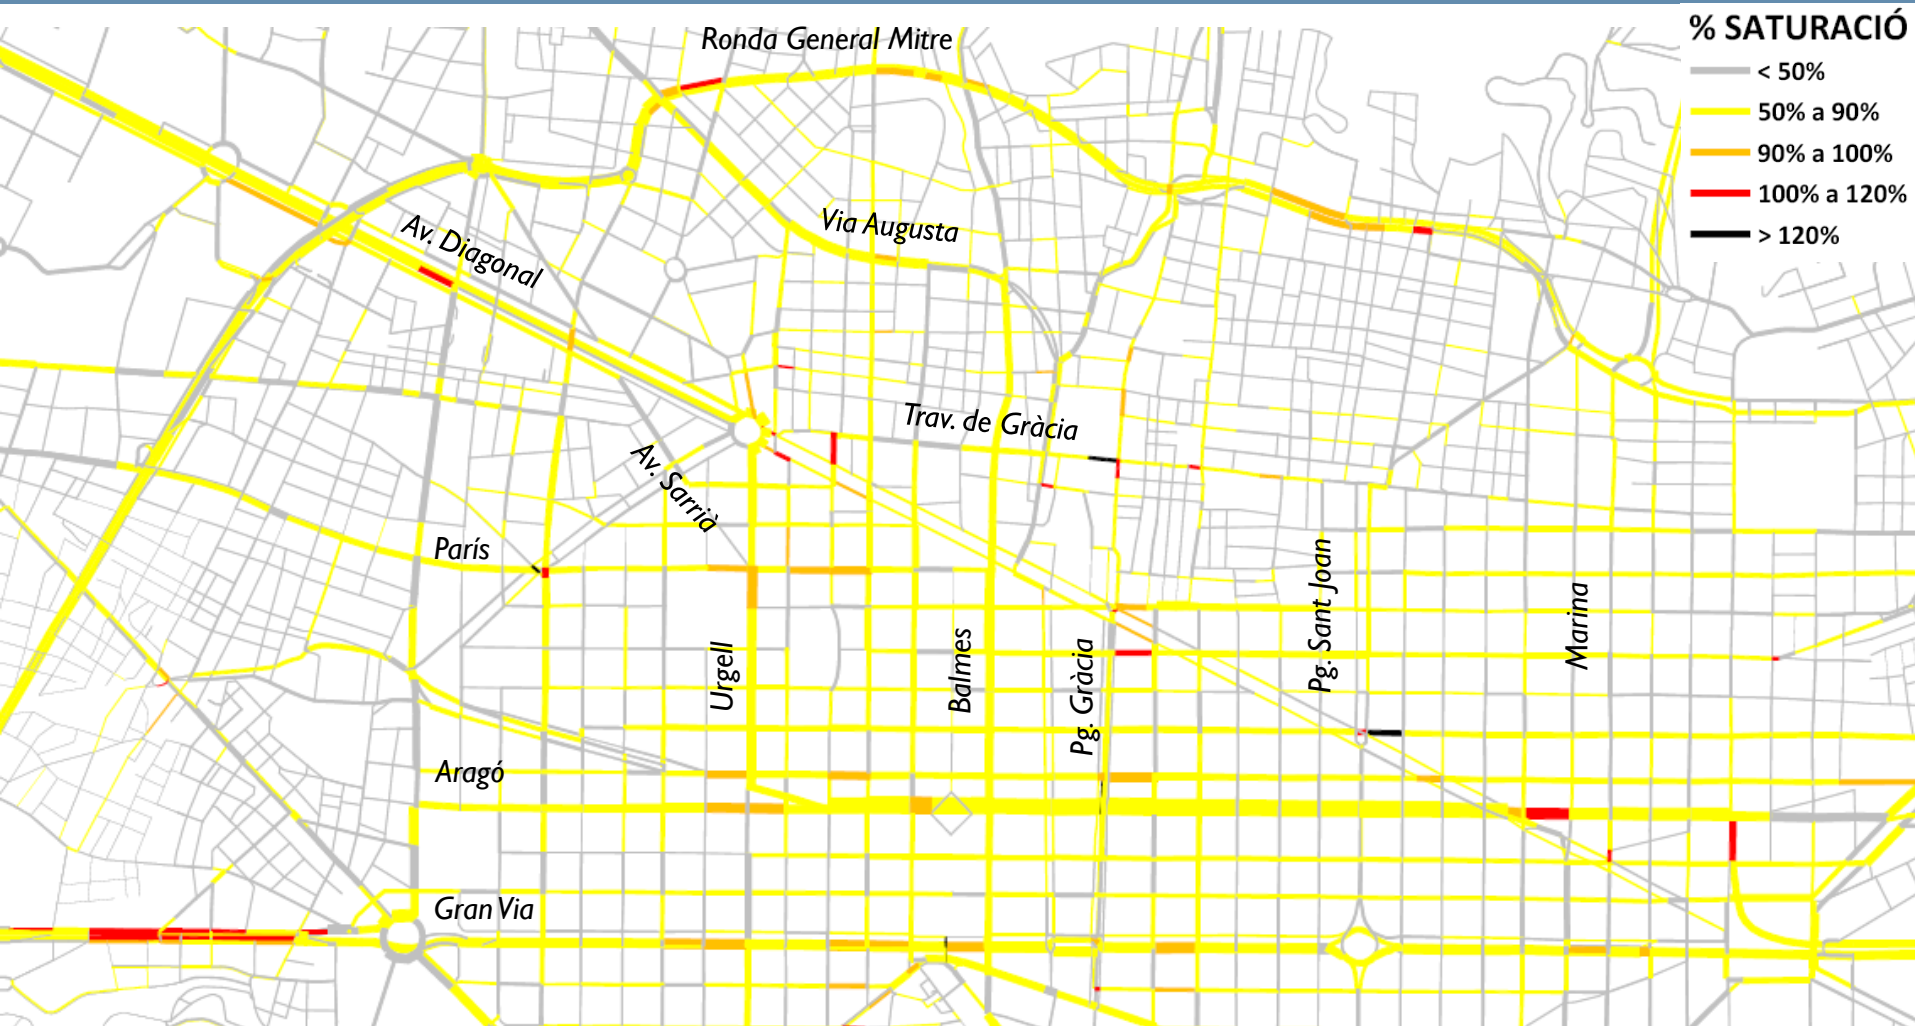 Ronda General Mitre
% SATURACIÓ
< 50%
50% a 90%
90% a 100%
100% a 120%
> 120%
Via Augusta
Av. Diagonal
Trav. de Gràcia
Av. Sarrià
París
Urgell
Balmes
Pg. Gràcia
Pg. Sant Joan
Marina
Aragó
Gran Via